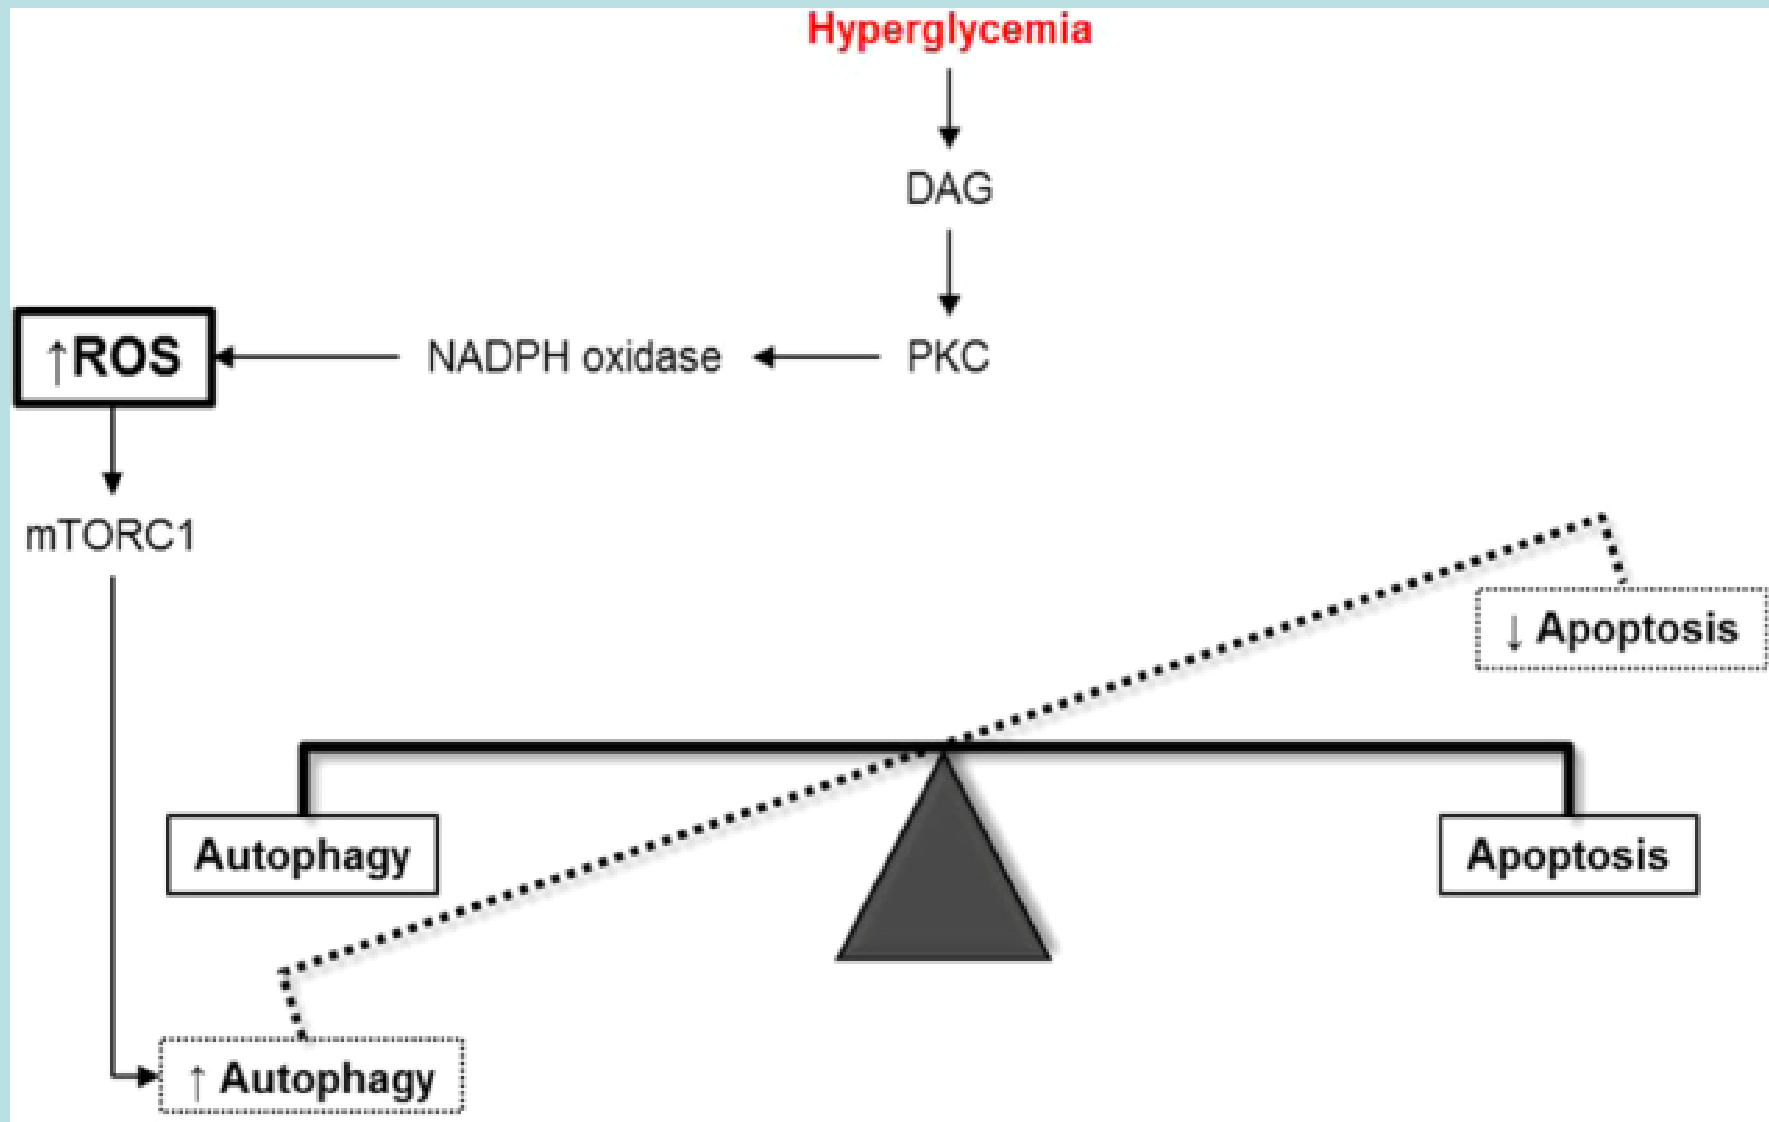 Hyperglycemia
DAG
↑ROS
NADPH oxidase
PKC
mTORC1
↓ Apoptosis
Autophagy
Apoptosis
↑ Autophagy